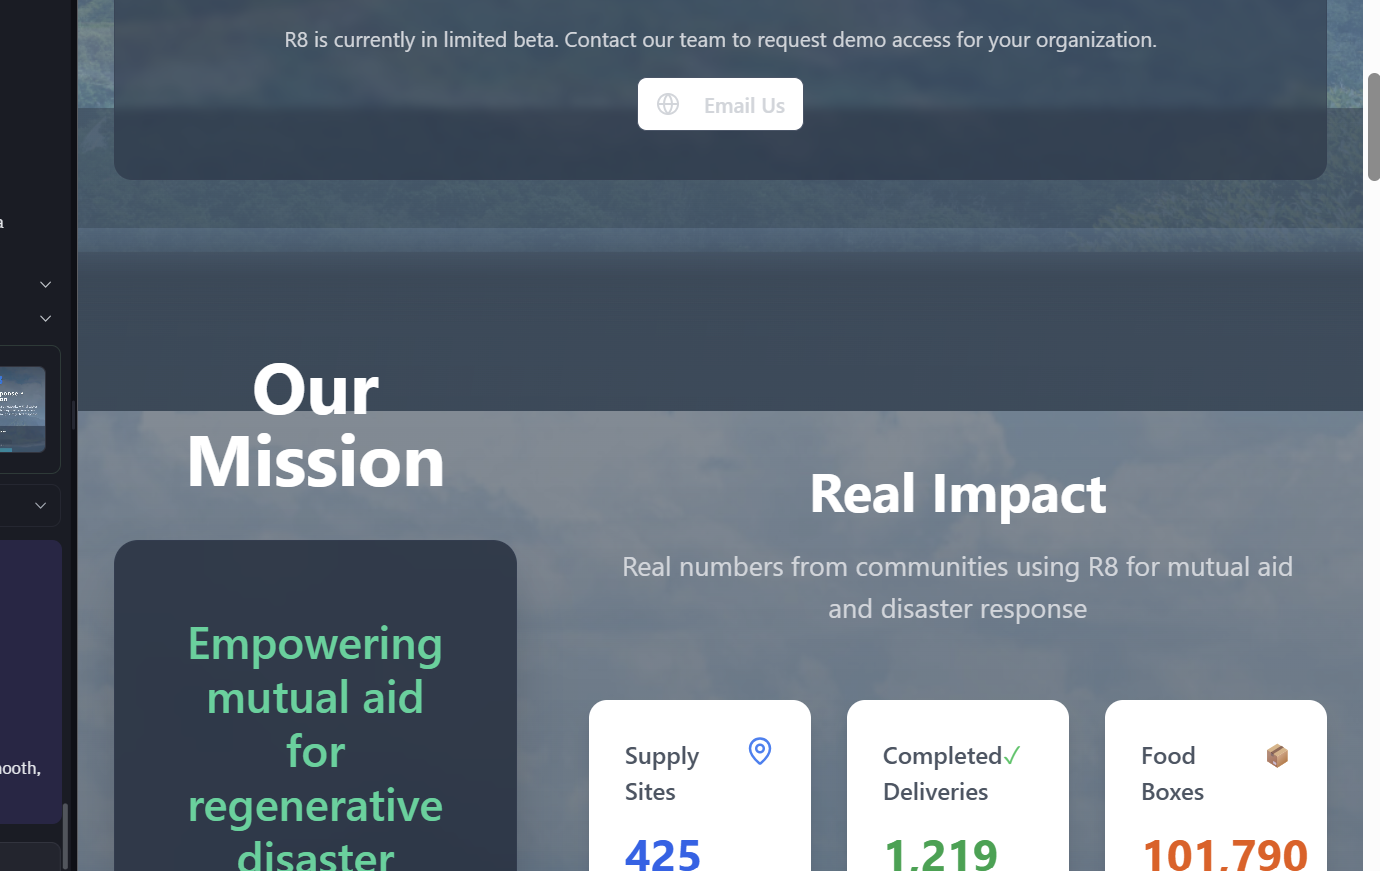 R8 is currently in limited beta. Contact our team to request demo access for your organization.
Email Us
Our
Mission
Empowering
mutual aid
for
regenerative
disaster
Real Impact
Real numbers from communities using R8 for mutual aid
and disaster response
Supply
Sites
425
Completed✓
Deliveries
1,219
Food
Boxes
101,790